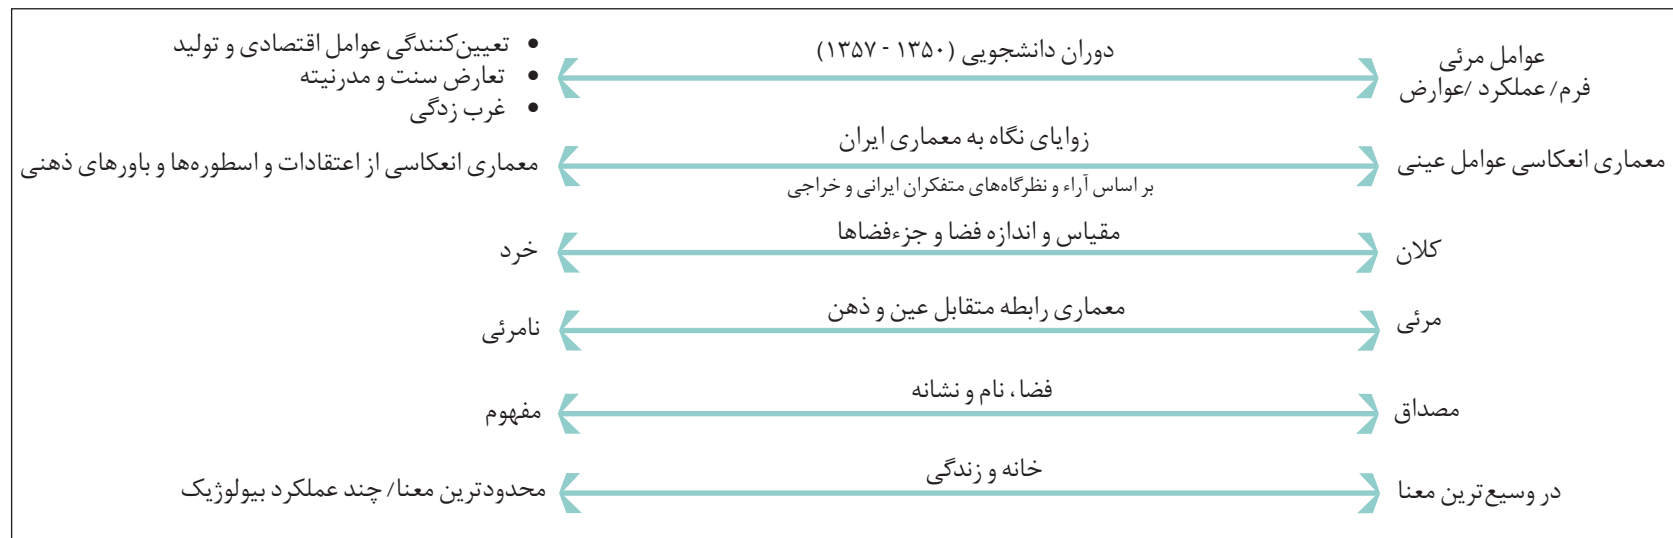 عوامل مرئی
فرم/ عملکرد /عوارض
دوران دانشجویی (۱۳۵۰ - ۱۳۵۷)
• تعیین‌کنندگی عوامل اقتصادی و تولید
• تعارض سنت و مدرنیته
• غرب زدگی
معماری انعکاسی عوامل عینی
زوایای نگاه به معماری ایران
بر اساس آراء و نظرگاه‌های متفکران ایرانی و خراجی
معماری انعکاسی از اعتقادات و اسطوره‌ها و باورهای ذهنی
کلان
مقیاس و اندازه فضا و جزءفضاها
خرد
مرئی
معماری رابطه متقابل عین و ذهن
نامرئی
مصداق
فضا، نام و نشانه
مفهوم
در وسیع‌ترین معنا
خانه و زندگی
محدودترین معنا/ چند عملکرد بیولوژیک